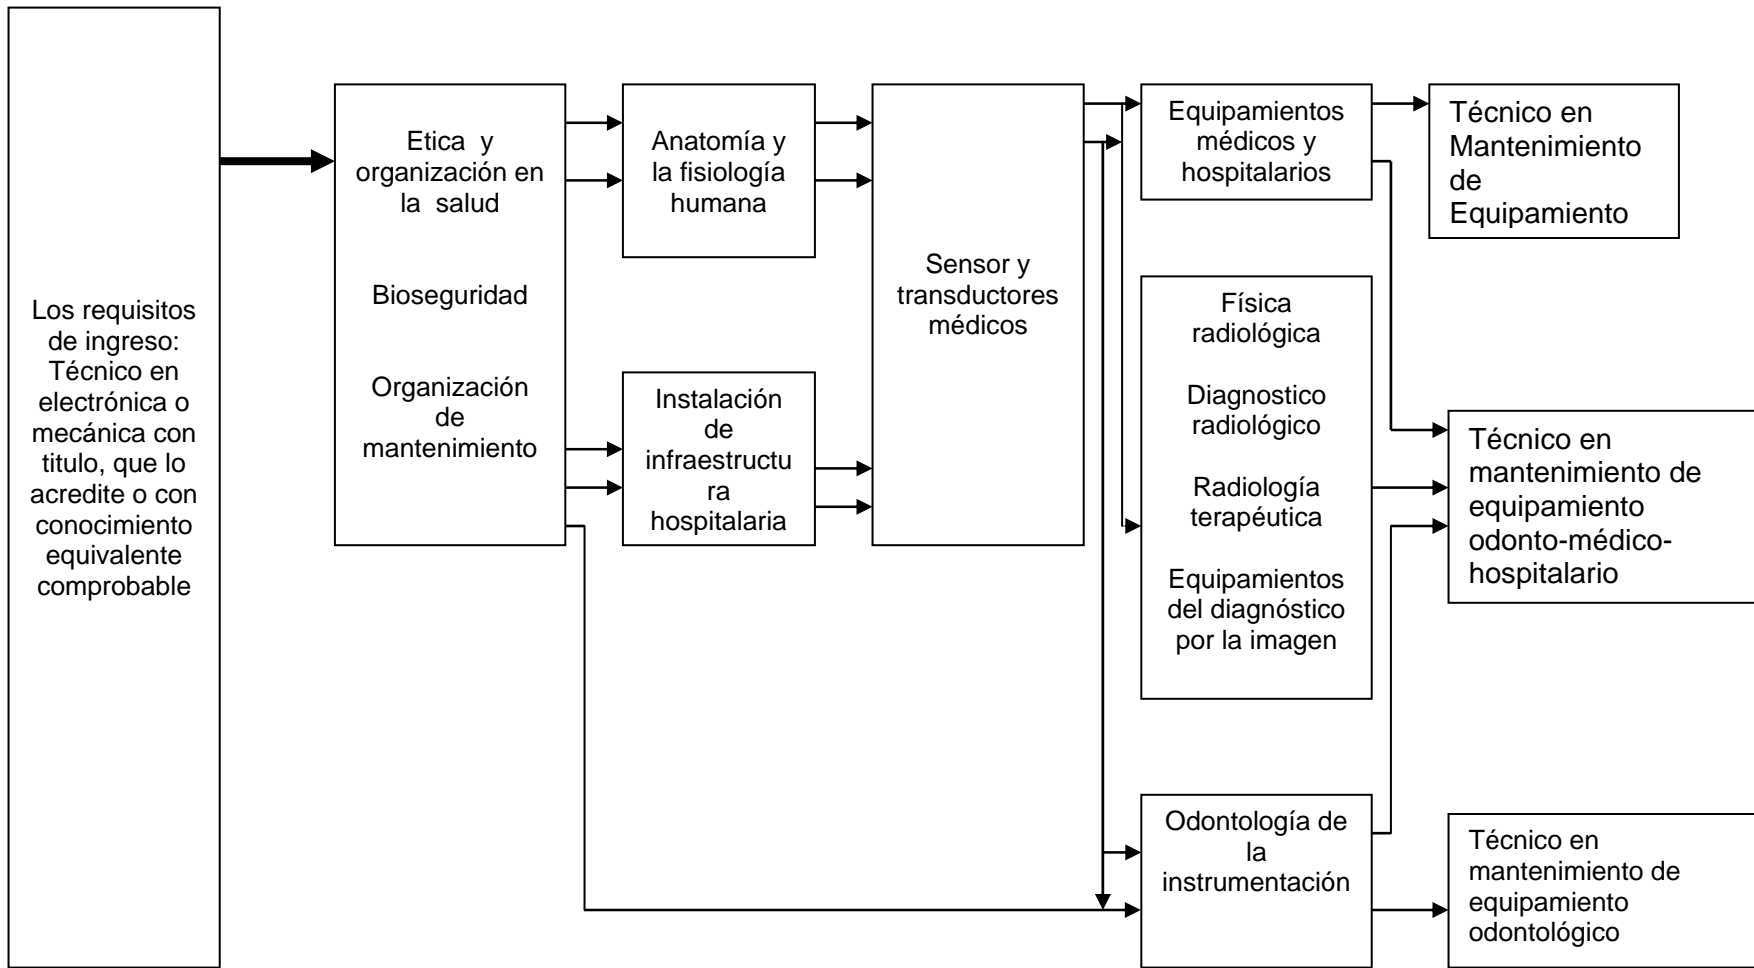 Los requisitos
de ingreso:
Técnico en
electrónica o
mecánica con
titulo, que lo
acredite o con
conocimiento
equivalente
comprobable
Etica y
organización en
la salud
Bioseguridad
Organización
de
mantenimiento
Anatomía y
la fisiología
humana
Instalación
de
infraestructu
ra
hospitalaria
Sensor y
transductores
médicos
Equipamientos
médicos y
hospitalarios
Física
radiológica
Diagnostico
radiológico
Radiología
terapéutica
Equipamientos
del diagnóstico
por la imagen
Odontología de
la
instrumentación
Técnico en
Mantenimiento
de
Equipamiento
Técnico en
mantenimiento de
equipamiento
odonto-médico-
hospitalario
Técnico en
mantenimiento de
equipamiento
odontológico